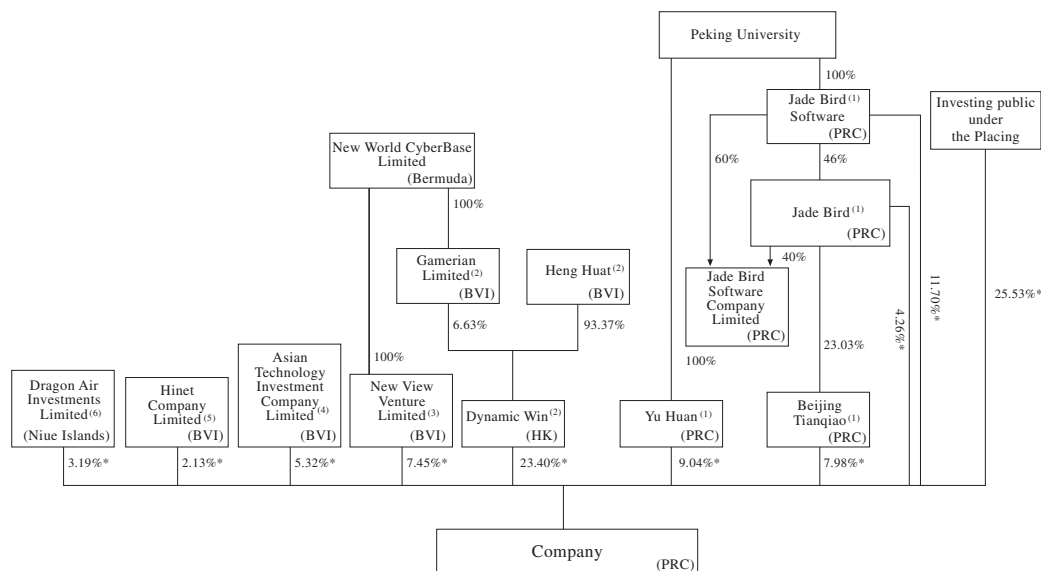 Peking University
100%
Jade Bird(1)
Software
(PRC)
Investing public
under
the Placing
New World CyberBase
Limited
(Bermuda)
60%
46%
100%
Jade Bird(1)
(PRC)
Gamerian
Limited(2)
(BVI)
Heng Huat(2)
(BVI)
40%
Jade Bird
Software
Company
Limited
(PRC)
4.26%*
11.70%*
25.53%*
6.63%
93.37%
23.03%
100%
100%
Dragon Air
Investments
Limited(6)
(Niue Islands)
Hinet
Company
Limited(5)
(BVI)
Asian
Technology
Investment
Company
Limited(4)
(BVI)
New View
Venture
Limited(3)
(BVI)
Dynamic Win(2)
(HK)
Yu Huan(1)
(PRC)
Beijing
Tianqiao(1)
(PRC)
3.19%*
2.13%*
5.32%*
7.45%*
23.40%*
9.04%*
7.98%*
Company
(PRC)